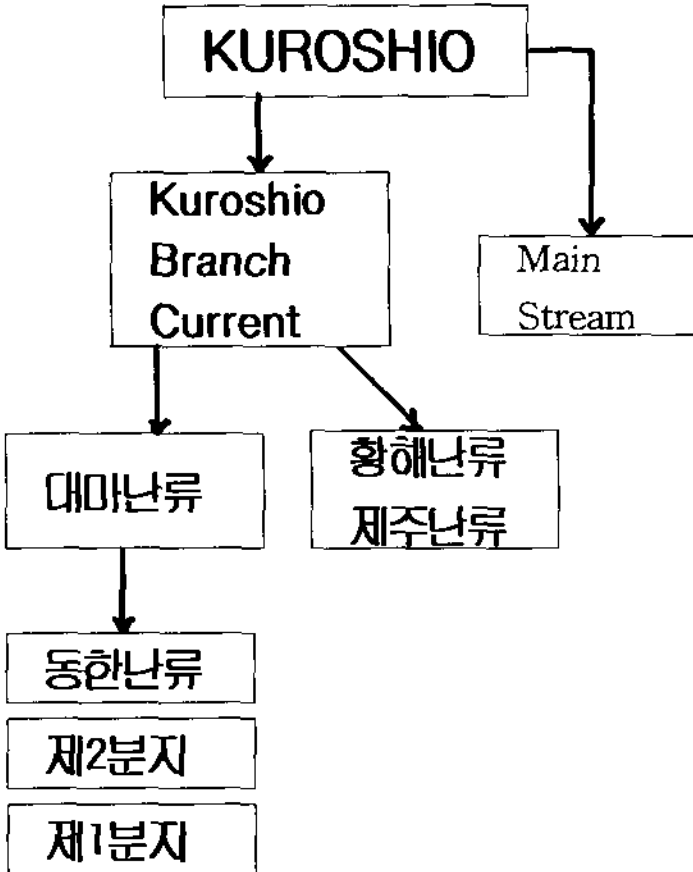 KUROSHIO
Kuroshio
Branch
Current
Main
Stream
대마난류
황해난류
제주난류
동한난류
제2분지
제1분지